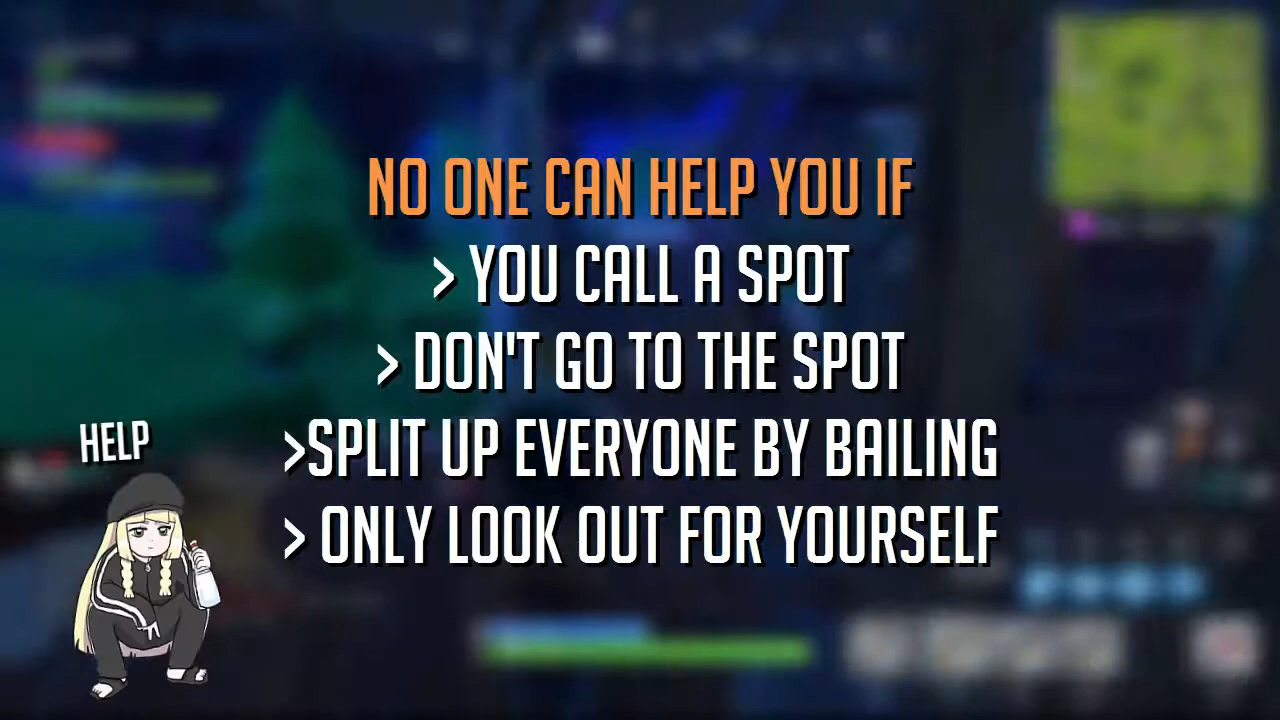 NO ONE CAN HELP YOU IF
> YOU CALL A SPOT
> DON'T GO TO THE SPOT
>SPLIT UP EVERYONE BY BAILING
> ONLY LOOK OUT FOR YOURSELF
HELP